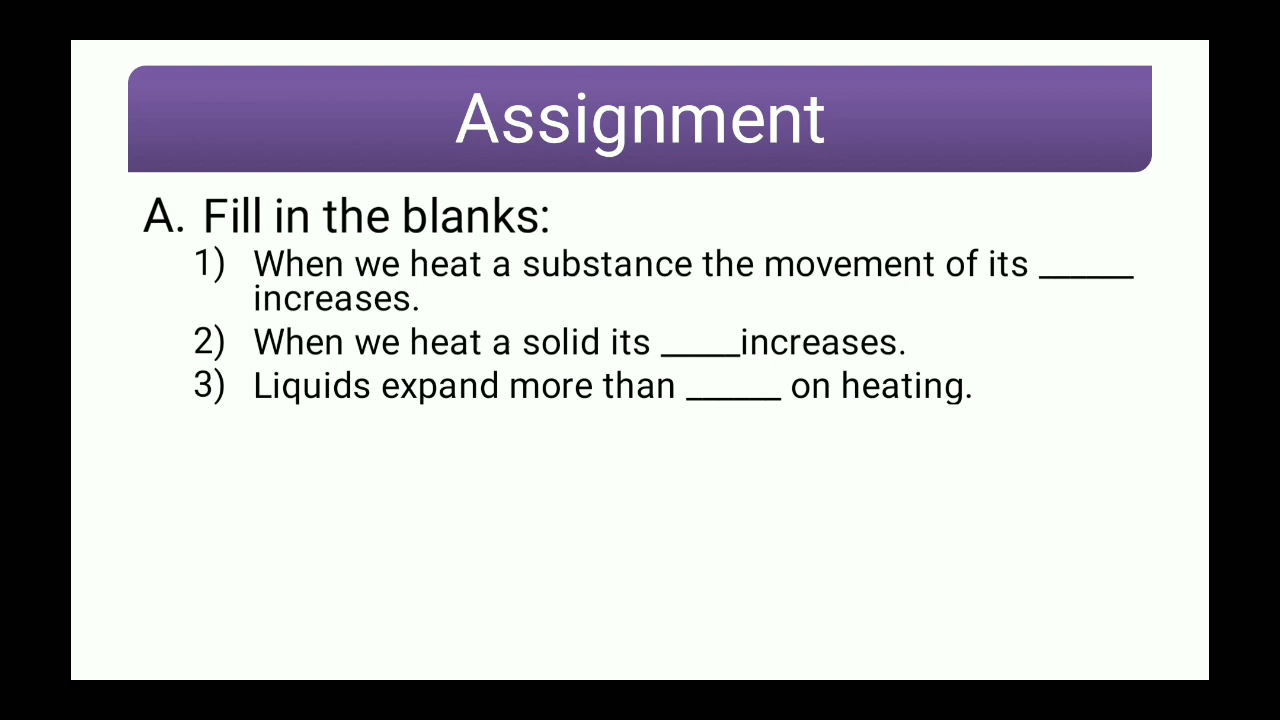 Assignment
A. Fill in the blanks:
1) When we heat a substance the movement of its ______
increases.
2) When we heat a solid its _____increases.
3) Liquids expand more than ______ on heating.